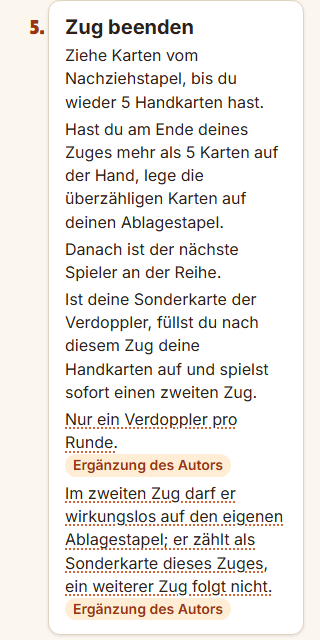 5. Zug beenden
Ziehe Karten vom
Nachziehstapel, bis du
wieder 5 Handkarten hast.
Hast du am Ende deines
Zuges mehr als 5 Karten auf
der Hand, lege die
überzähligen Karten auf
deinen Ablagestapel.
Danach ist der nächste
Spieler an der Reihe.
Ist deine Sonderkarte der
Verdoppler, füllst du nach
diesem Zug deine
Handkarten auf und spielst
sofort einen zweiten Zug.
Nur ein Verdoppler pro
Runde.
Ergänzung des Autors
Im zweiten Zug darf er
wirkungslos auf den eigenen
Ablagestapel; er zählt als
Sonderkarte dieses Zuges,
ein weiterer Zug folgt nicht.
Ergänzung des Autors